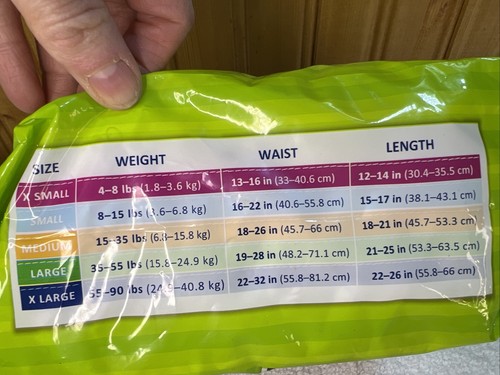 SIZE WEIGHT WAIST LENGTH
X SMALL 4–8 lbs (1.8–3.6 kg) 13–16 in (33–40.6 cm) 12–14 in (30.4–35.5 cm)
SMALL 8–15 lbs (3.6–6.8 kg) 16–22 in (40.6–55.8 cm) 15–17 in (38.1–43.1 cm)
MEDIUM 15–35 lbs (6.8–15.8 kg) 18–26 in (45.7–66 cm) 18–21 in (45.7–53.3 cm)
LARGE 35–55 lbs (15.8–24.9 kg) 19–28 in (48.2–71.1 cm) 21–25 in (53.3–63.5 cm)
X LARGE 55–90 lbs (24.9–40.8 kg) 22–32 in (55.8–81.2 cm) 22–26 in (55.8–66 cm)